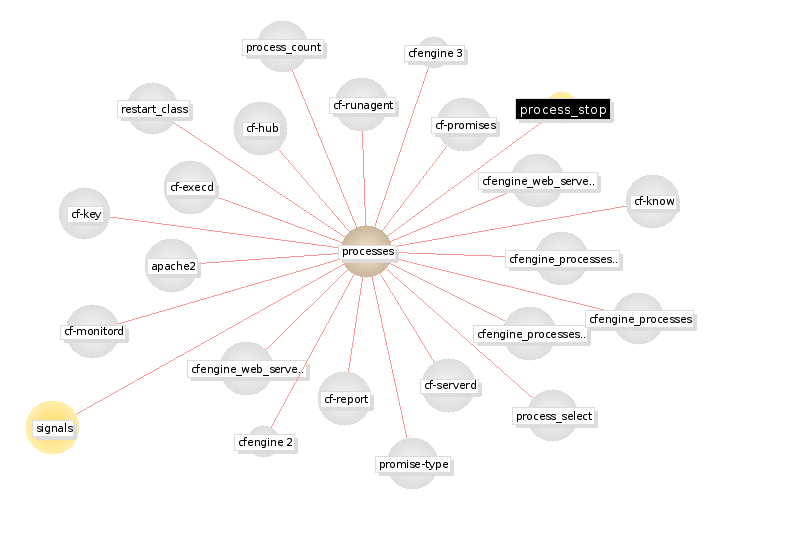 process_count
cfengine 3
restart_class
cf-runagent
process_stop
cf-hub
cf-promises
cf-execd
cfengine_web_serve..
cf-key
cf-know
processes
apache2
cfengine_processes..
cf-monitord
cfengine_processes..
cfengine_processes
cfengine_web_serve..
cf-report
cf-serverd
process_select
signals
cfengine 2
promise-type